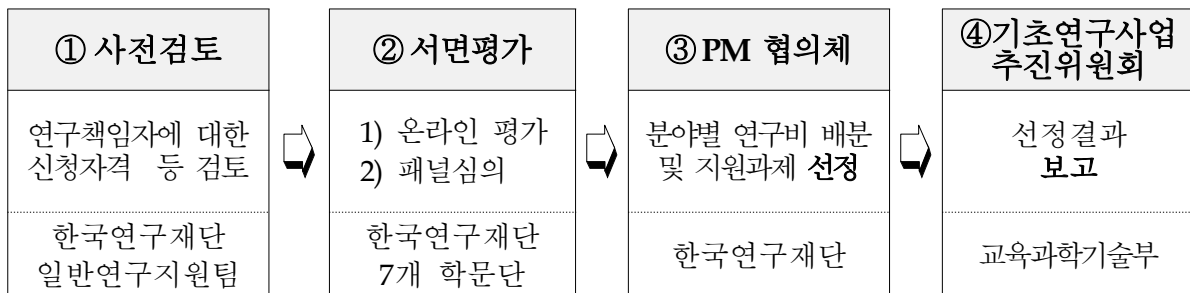 ① 사전검토
연구책임자에 대한
신청자격 등 검토
한국연구재단
일반연구지원팀
② 서면평가
1) 온라인 평가
2) 패널심의
한국연구재단
7개 학문단
③ PM 협의체
분야별 연구비 배분
및 지원과제 선정
한국연구재단
④기초연구사업
추진위원회
선정결과
보고
교육과학기술부